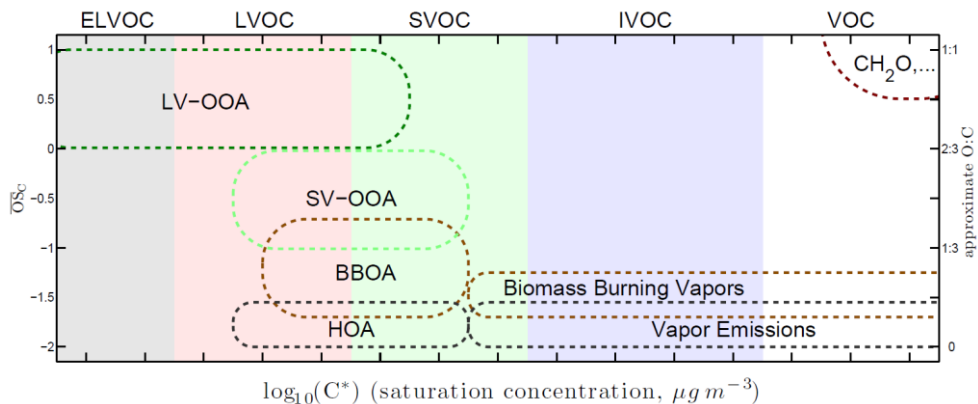 ELVOC LVOC SVOC IVOC VOC
1 1:1
CH₂O,...
LV−OOA
0.5
0 2:3
SV−OOA
−0.5
OS̅_C
approximate O:C
−1 1:3
BBOA
Biomass Burning Vapors
−1.5
HOA Vapor Emissions
−2 0
log₁₀(C*) (saturation concentration, μg m⁻³)